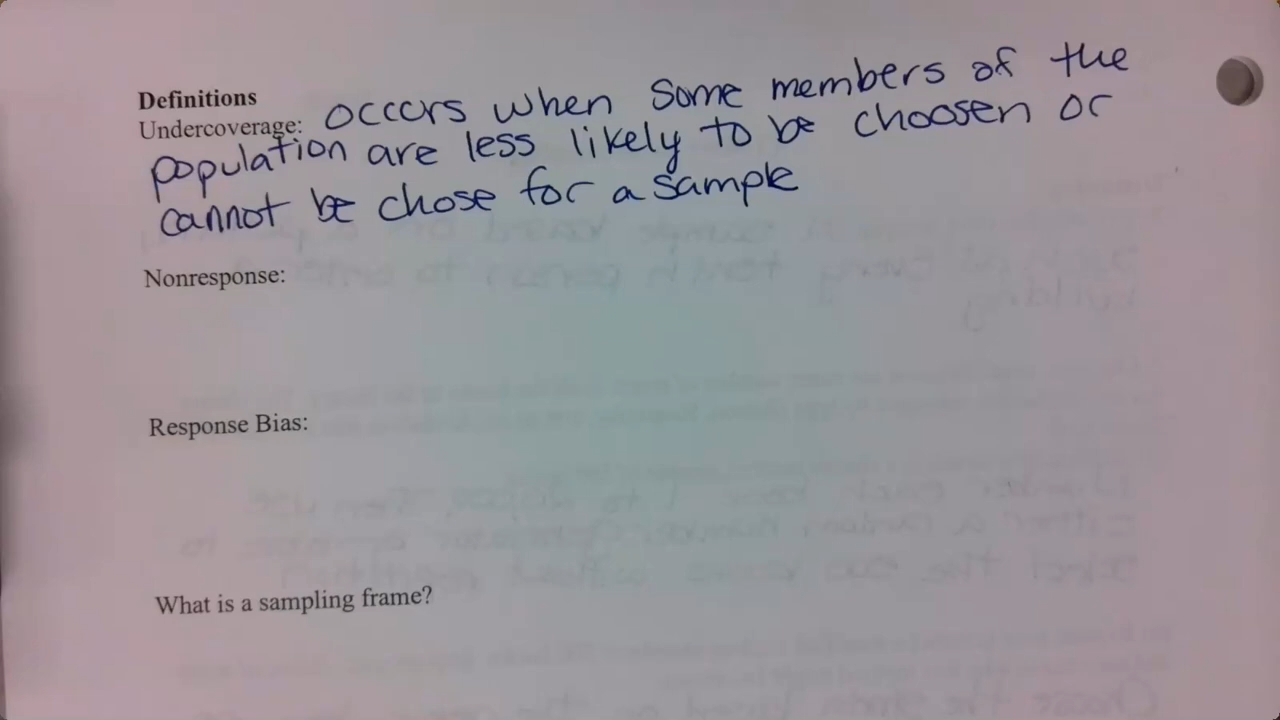 Definitions
Undercoverage: occurs when some members of the
population are less likely to be choosen or
cannot be chose for a sample
Nonresponse:
Response Bias:
What is a sampling frame?